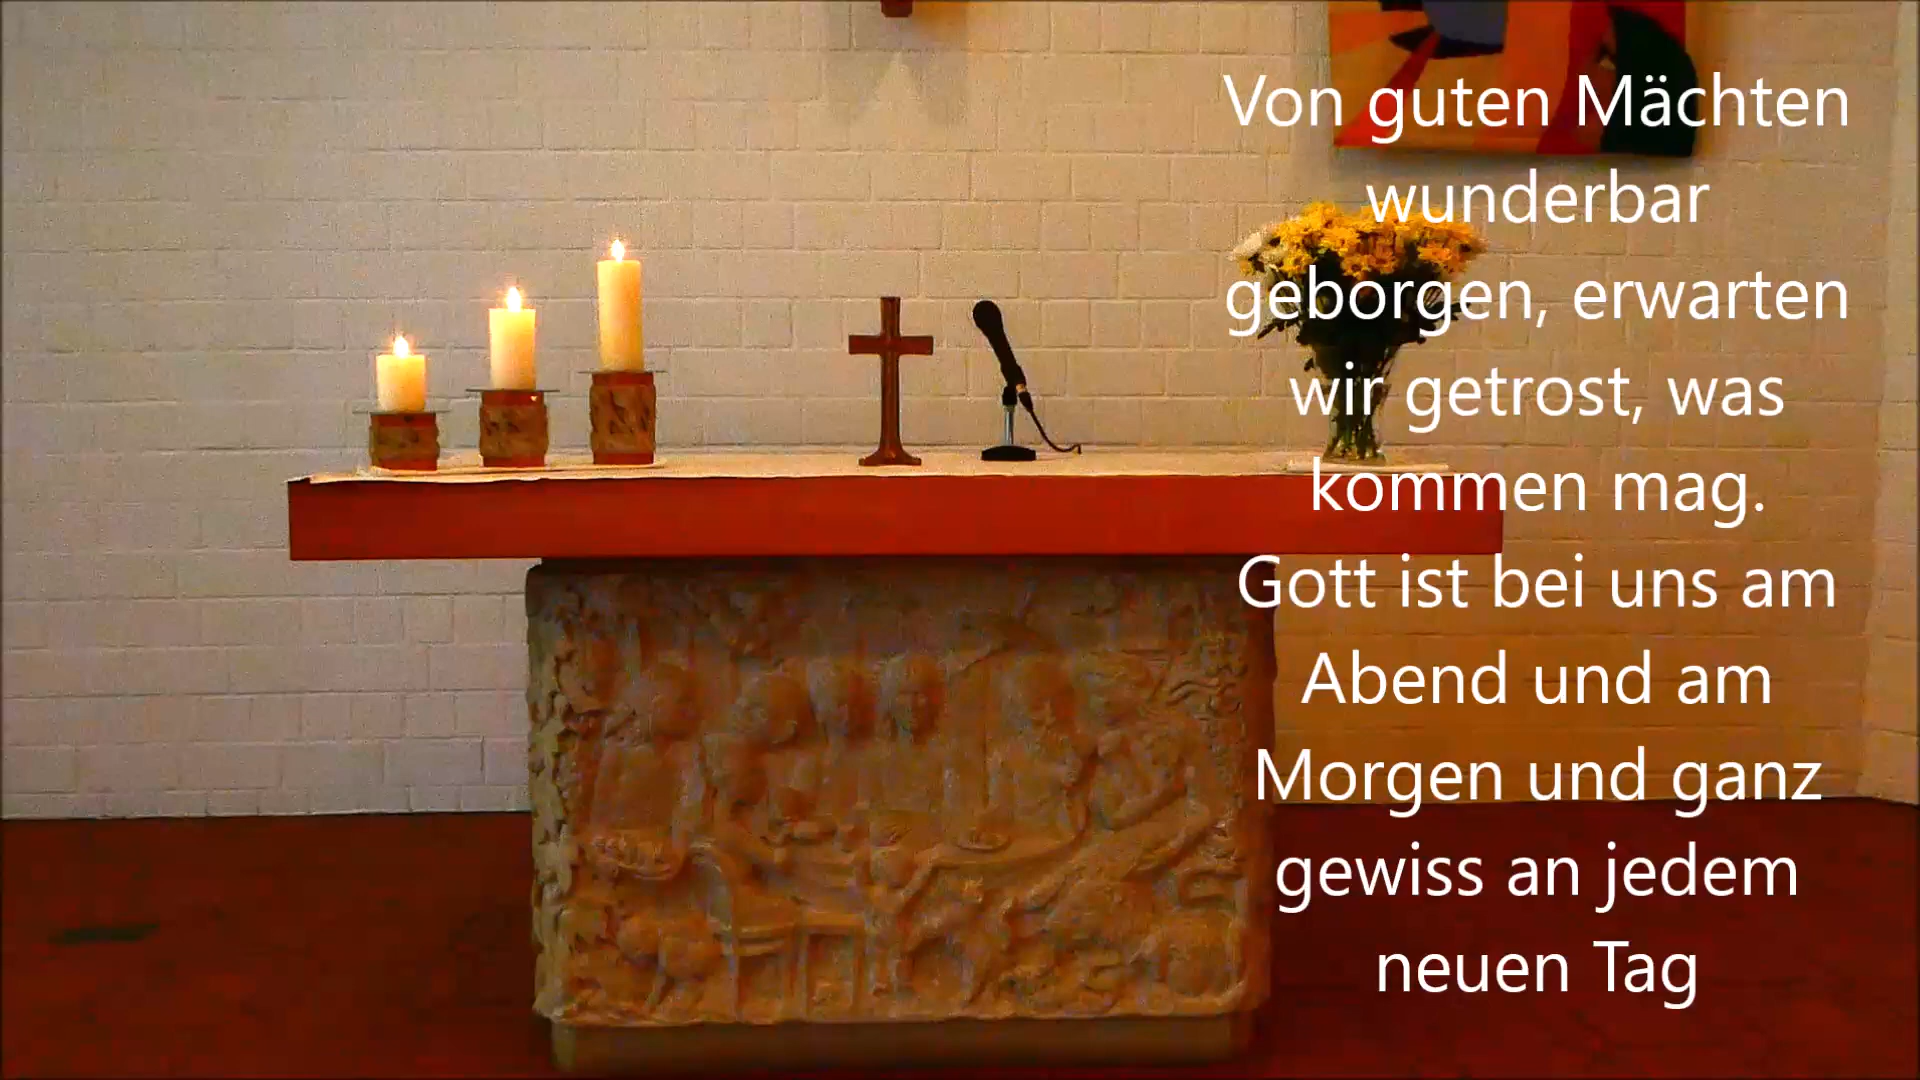 Von guten Mächten
wunderbar
geborgen, erwarten
wir getrost, was
kommen mag.
Gott ist bei uns am
Abend und am
Morgen und ganz
gewiss an jedem
neuen Tag